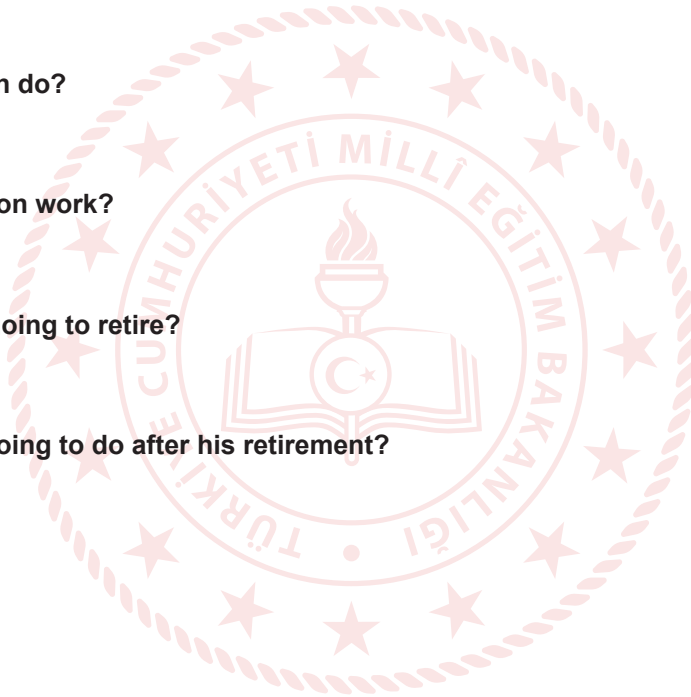 n do?
on work?
oing to retire?
oing to do after his retirement?
TÜRKİYE CUMHURİYETİ MİLLÎ EĞİTİM BAKANLIĞI